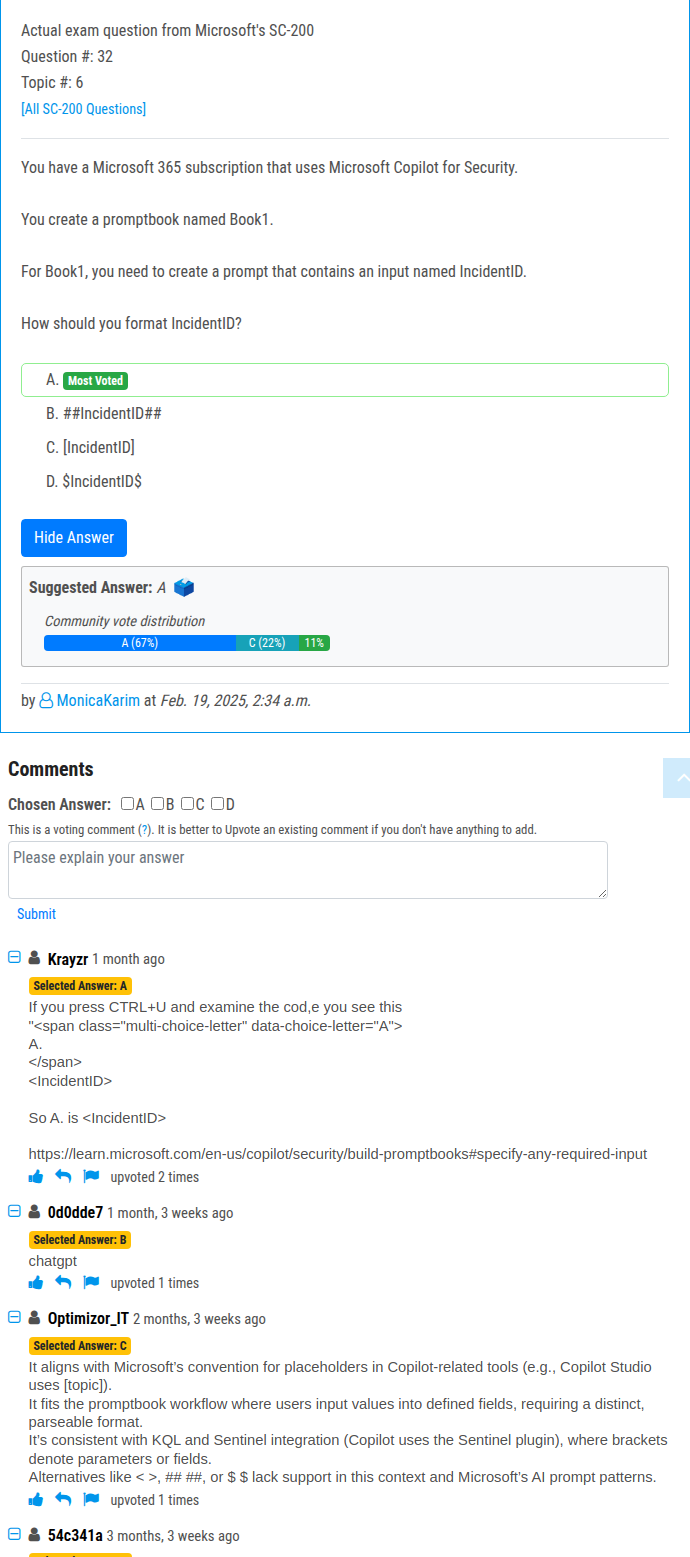 Actual exam question from Microsoft's SC-200
Question #: 32
Topic #: 6
[All SC-200 Questions]
You have a Microsoft 365 subscription that uses Microsoft Copilot for Security.
You create a promptbook named Book1.
For Book1, you need to create a prompt that contains an input named IncidentID.
How should you format IncidentID?
A. Most Voted
B. ##IncidentID##
C. [IncidentID]
D. $IncidentID$
Hide Answer
Suggested Answer: A
Community vote distribution
A (67%) C (22%) 11%
by MonicaKarim at Feb. 19, 2025, 2:34 a.m.
Comments
Chosen Answer: A B C D
This is a voting comment (?). It is better to Upvote an existing comment if you don't have anything to add.
Please explain your answer
Submit
Krayzr 1 month ago
Selected Answer: A
If you press CTRL+U and examine the cod,e you see this
"<span class="multi-choice-letter" data-choice-letter="A">
A.
</span>
<IncidentID>
So A. is <IncidentID>
https://learn.microsoft.com/en-us/copilot/security/build-promptbooks#specify-any-required-input
upvoted 2 times
0d0dde7 1 month, 3 weeks ago
Selected Answer: B
chatgpt
upvoted 1 times
Optimizor_IT 2 months, 3 weeks ago
Selected Answer: C
It aligns with Microsoft's convention for placeholders in Copilot-related tools (e.g., Copilot Studio
uses [topic]).
It fits the promptbook workflow where users input values into defined fields, requiring a distinct,
parseable format.
It's consistent with KQL and Sentinel integration (Copilot uses the Sentinel plugin), where brackets
denote parameters or fields.
Alternatives like < >, ## ##, or $ $ lack support in this context and Microsoft's AI prompt patterns.
upvoted 1 times
54c341a 3 months, 3 weeks ago